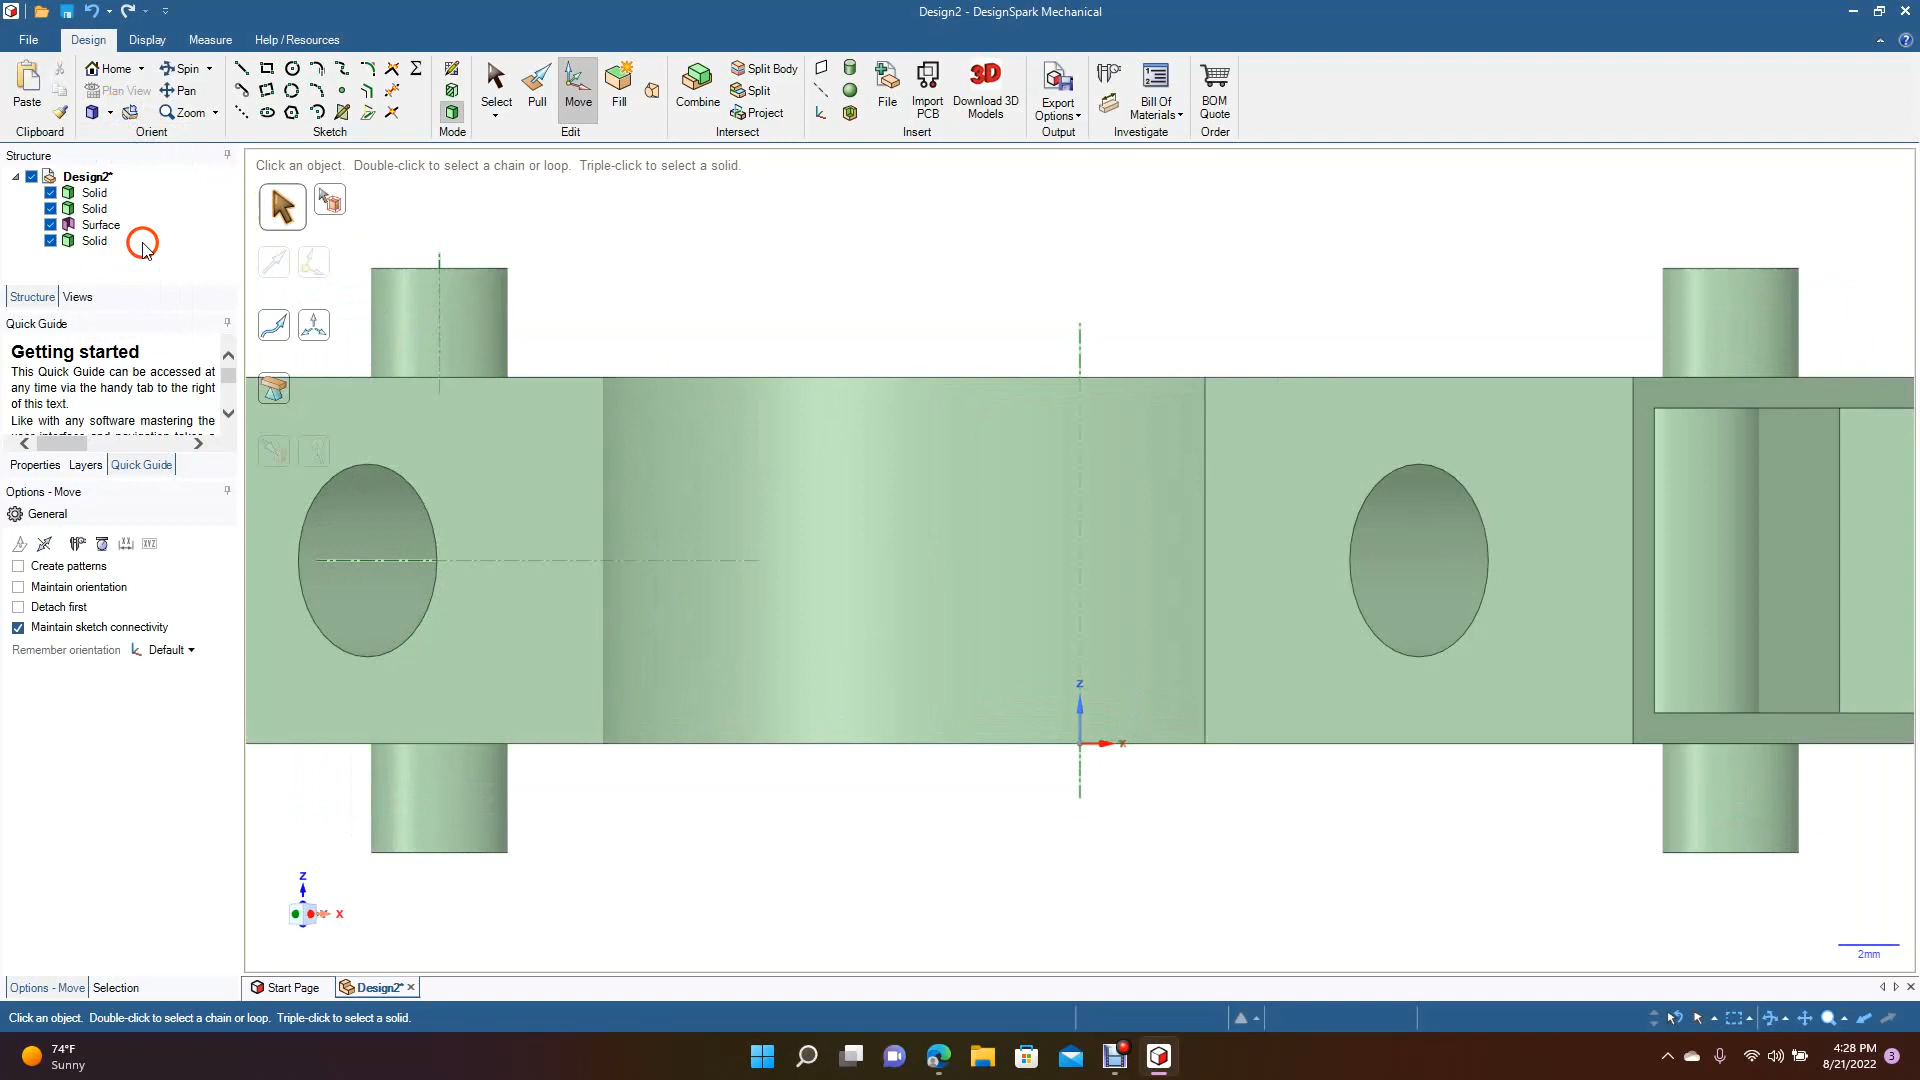 Design2 - DesignSpark Mechanical
File Design Display Measure Help / Resources
Paste
Home Spin
Plan View Pan
Zoom
Clipboard Orient Sketch Mode
Select Pull Move Fill
Edit
Combine Split Body
Split
Project
Intersect
File Import PCB Download 3D Models
Insert
Export Options
Output
Bill Of Materials
Investigate
BOM Quote
Order
Structure
Design2*
Solid
Solid
Surface
Solid
Structure Views
Quick Guide
Getting started
This Quick Guide can be accessed at
any time via the handy tab to the right
of this text.
Like with any software mastering the
Properties Layers Quick Guide
Options - Move
General
Create patterns
Maintain orientation
Detach first
Maintain sketch connectivity
Remember orientation Default
Click an object. Double-click to select a chain or loop. Triple-click to select a solid.
Z
X
Z
X
2mm
Options - Move Selection
Start Page Design2*
Click an object. Double-click to select a chain or loop. Triple-click to select a solid.
74°F
Sunny
4:28 PM
8/21/2022
3